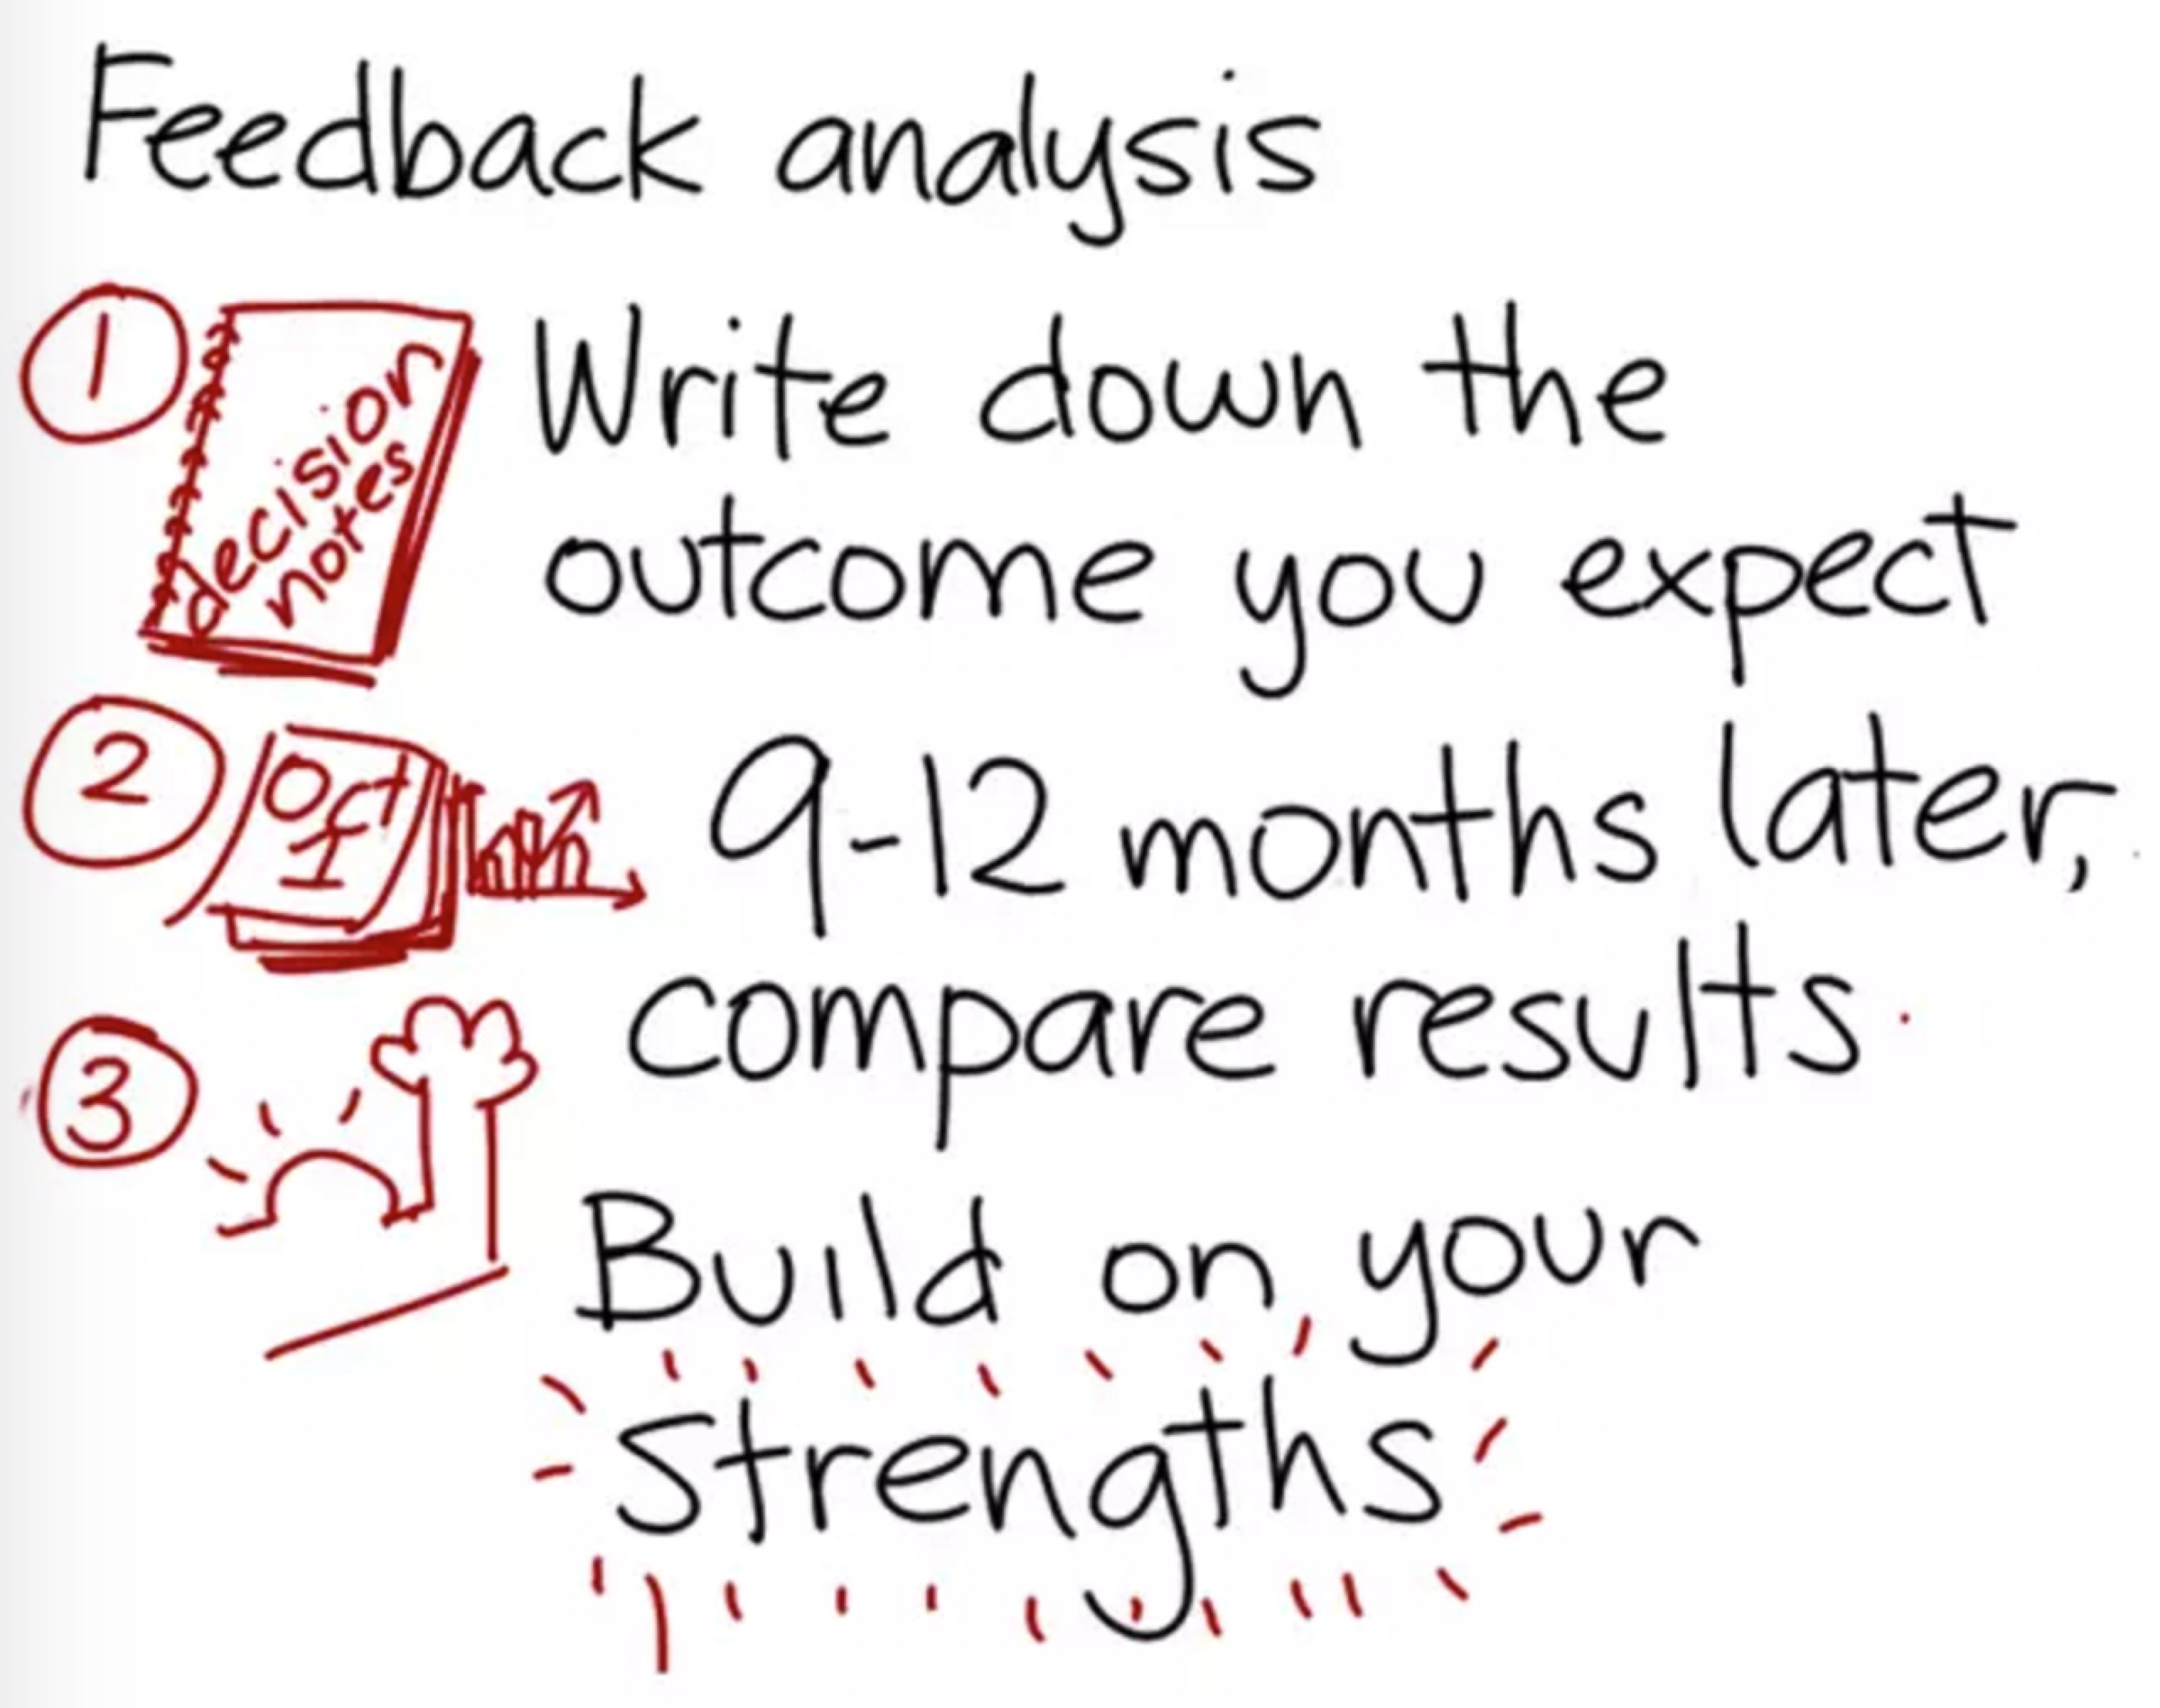 Feedback analysis
1
decision
notes
Write down the
outcome you expect
2
Oct
1
9-12 months later,
compare results.
3
Build on your
strengths